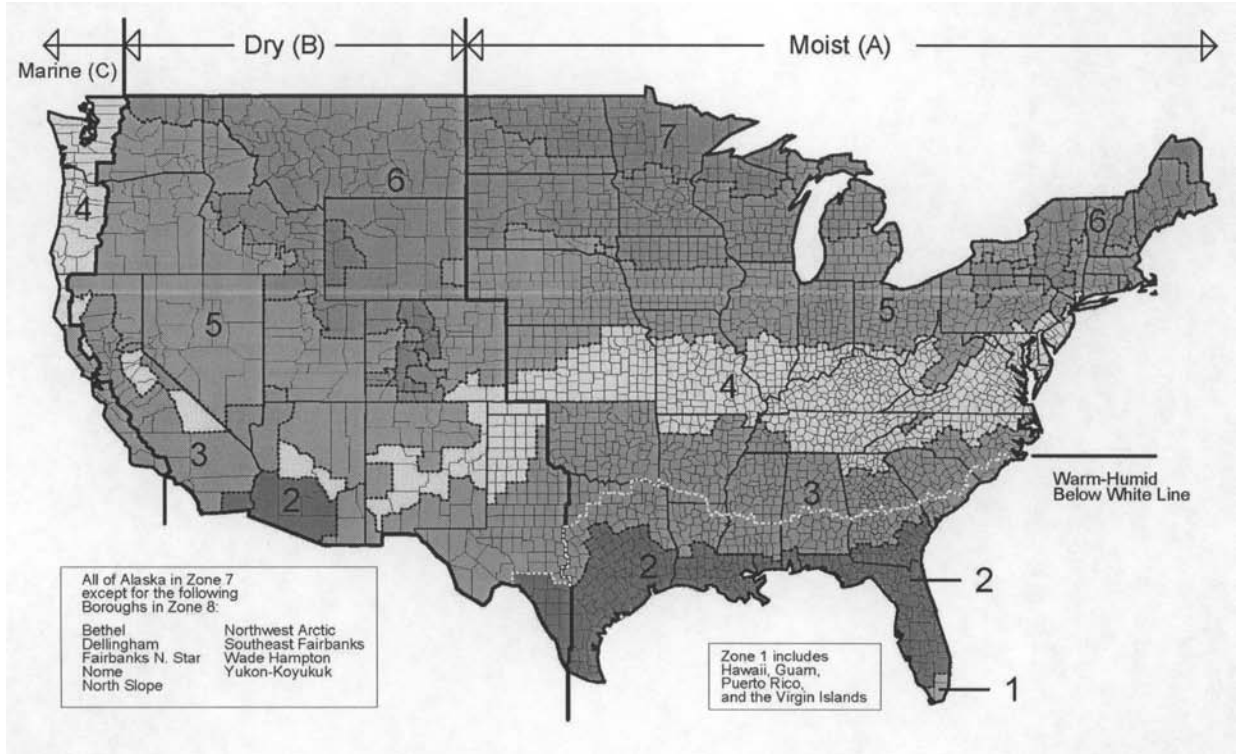 Dry (B)
Moist (A)
Marine (C)
7
6
4
6
5
5
4
3
3
2
2
Warm-Humid
Below White Line
2
1
All of Alaska in Zone 7
except for the following
Boroughs in Zone 8:
Bethel
Dellingham
Fairbanks N. Star
Nome
North Slope
Northwest Arctic
Southeast Fairbanks
Wade Hampton
Yukon-Koyukuk
Zone 1 includes
Hawaii, Guam,
Puerto Rico,
and the Virgin Islands